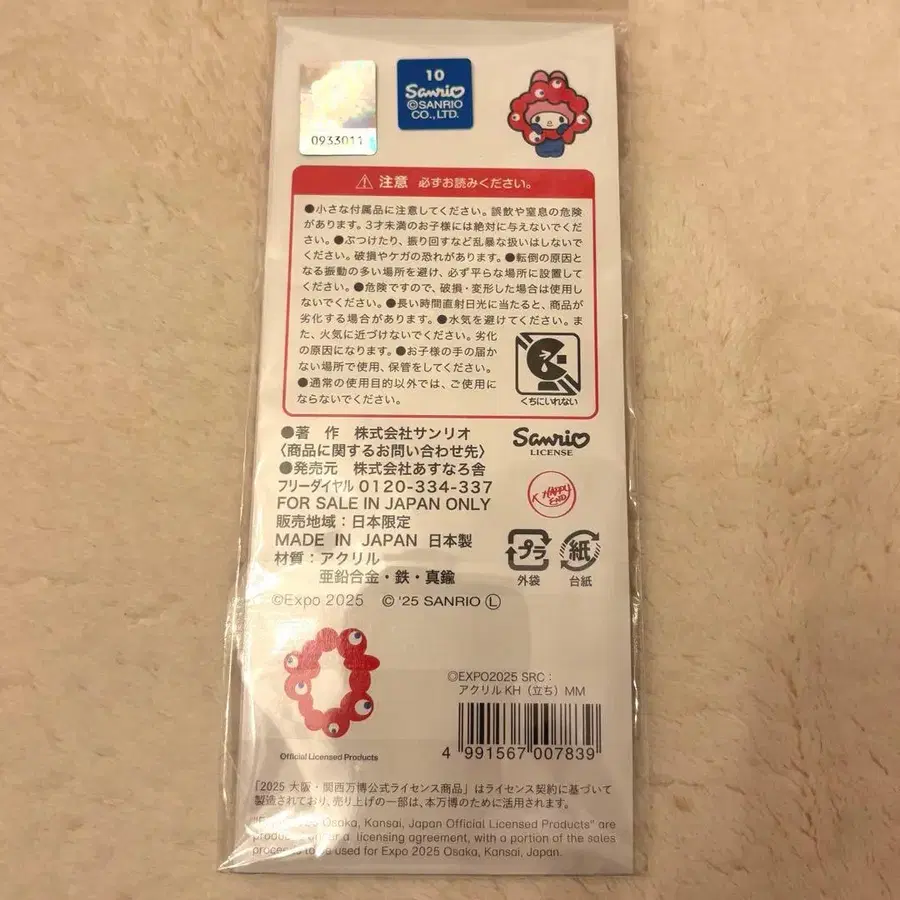 0933011
10
Sanrio
©SANRIO
CO., LTD.
⚠ 注意 必ずお読みください。
●小さな付属品に注意してください。誤飲や窒息の危険
があります。3才未満のお子様には絶対に与えないでくだ
さい。●ぶつけたり、振り回すなど乱暴な扱いはしないで
ください。破損やケガの恐れがあります。●転倒の原因と
なる振動の多い場所を避け、必ず平らな場所に設置して
ください。●危険ですので、破損・変形した場合は使用し
ないでください。●長い時間直射日光に当たると、商品が
劣化する場合があります。●水気を避けてください。ま
た、火気に近づけないでください。劣化
の原因になります。●お子様の手の届か
ない場所で使用、保管をしてください。
●通常の使用目的以外では、ご使用に
ならないでください。
くちにいれない
●著 作 株式会社サンリオ
〈商品に関するお問い合わせ先〉
●発売元 株式会社あすなろ舎
フリーダイヤル 0120-334-337
FOR SALE IN JAPAN ONLY
販売地域：日本限定
MADE IN JAPAN 日本製
材質：アクリル
亜鉛合金・鉄・真鍮
©Expo 2025 © '25 SANRIO Ⓛ
Sanrio
LICENSE
K HAPPY
END
プラ
外袋
紙
台紙
©EXPO2025 SRC：
アクリルKH（立ち）MM
4 991567 007839
Official Licensed Products
「2025 大阪・関西万博公式ライセンス商品」はライセンス契約に基づいて
製造されており、売り上げの一部は、本万博のために活用されます。
Osaka, Kansai, Japan Official Licensed Products" are
a licensing agreement, with a portion of the sales
used for Expo 2025 Osaka, Kansai, Japan.